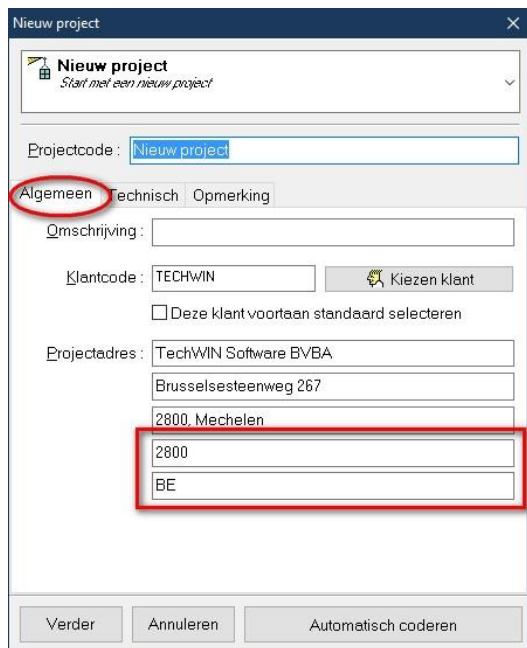 Nieuw project
Nieuw project
Start met een nieuw project
Projectcode : Nieuw project
Algemeen Technisch Opmerking
Omschrijving :
Klantcode : TECHWIN Kiezen klant
Deze klant voortaan standaard selecteren
Projectadres : TechWIN Software BVBA
Brusselsesteenweg 267
2800, Mechelen
2800
BE
Verder Annuleren Automatisch coderen